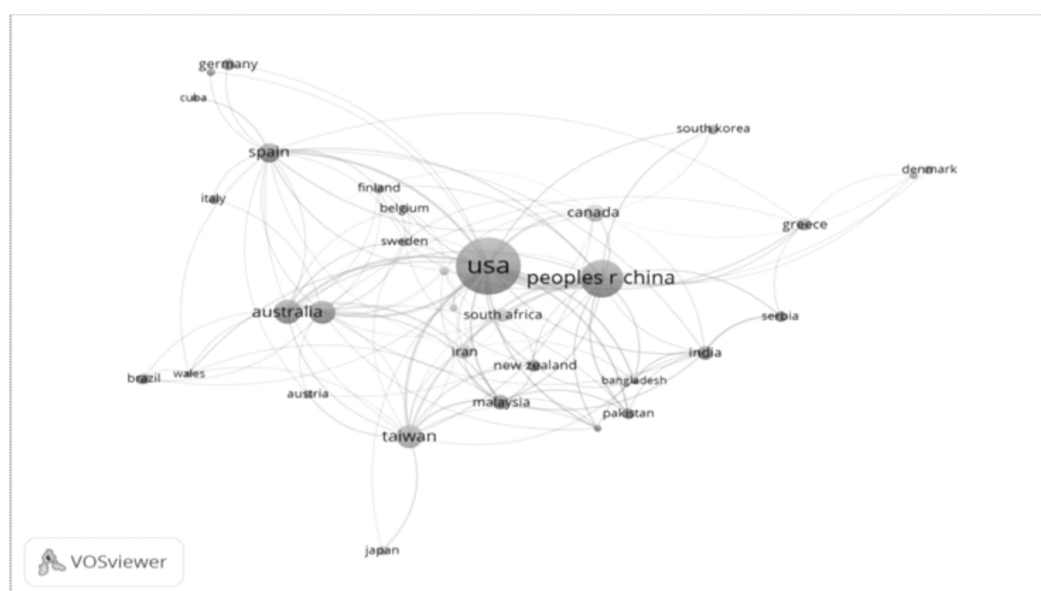 germany
cuba
south korea
spain
denmark
finland
italy
belgium
canada
greece
sweden
usa
peoples r china
australia
south africa
serbia
iran
india
new zealand
brazil
wales
bangladesh
austria
malaysia
pakistan
taiwan
japan
VOSviewer